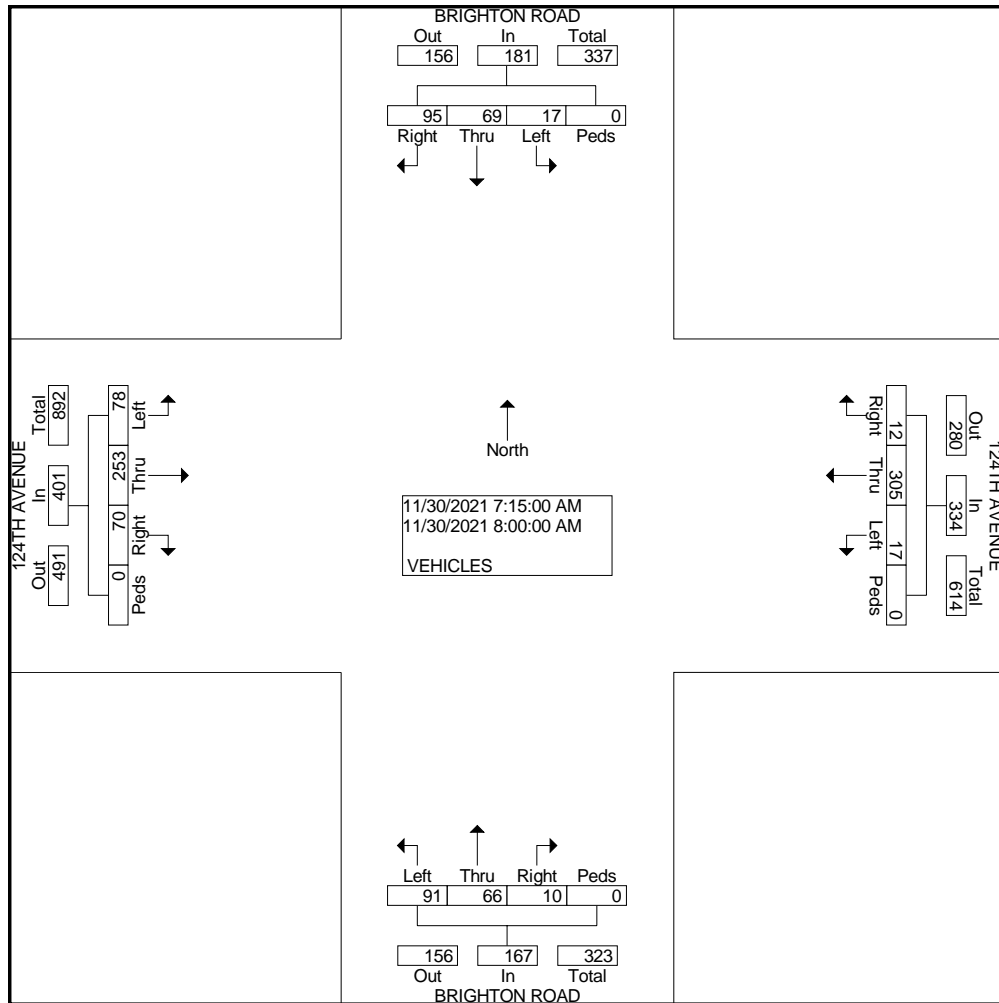 BRIGHTON ROAD
Out In Total
156 181 337
95 69 17 0
Right Thru Left Peds
124TH AVENUE
Total In Out
892 401 491
78 253 70 0
Left Thru Right Peds
North
11/30/2021 7:15:00 AM
11/30/2021 8:00:00 AM
VEHICLES
Right Thru Left Peds
12 305 17 0
Out In Total
280 334 614
124TH AVENUE
Left Thru Right Peds
91 66 10 0
156 167 323
Out In Total
BRIGHTON ROAD